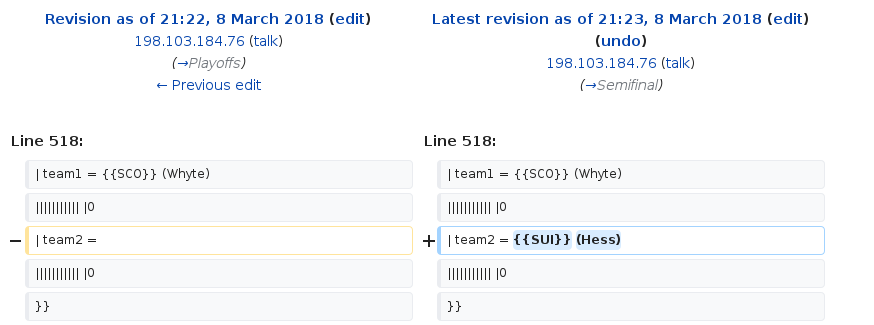 Revision as of 21:22, 8 March 2018 (edit)
198.103.184.76 (talk)
(→Playoffs)
← Previous edit
Latest revision as of 21:23, 8 March 2018 (edit)
(undo)
198.103.184.76 (talk)
(→Semifinal)
Line 518:
Line 518:
| team1 = {{SCO}} (Whyte)
| team1 = {{SCO}} (Whyte)
||||||||||| |0
||||||||||| |0
− | team2 =
+ | team2 = {{SUI}} (Hess)
||||||||||| |0
||||||||||| |0
}}
}}